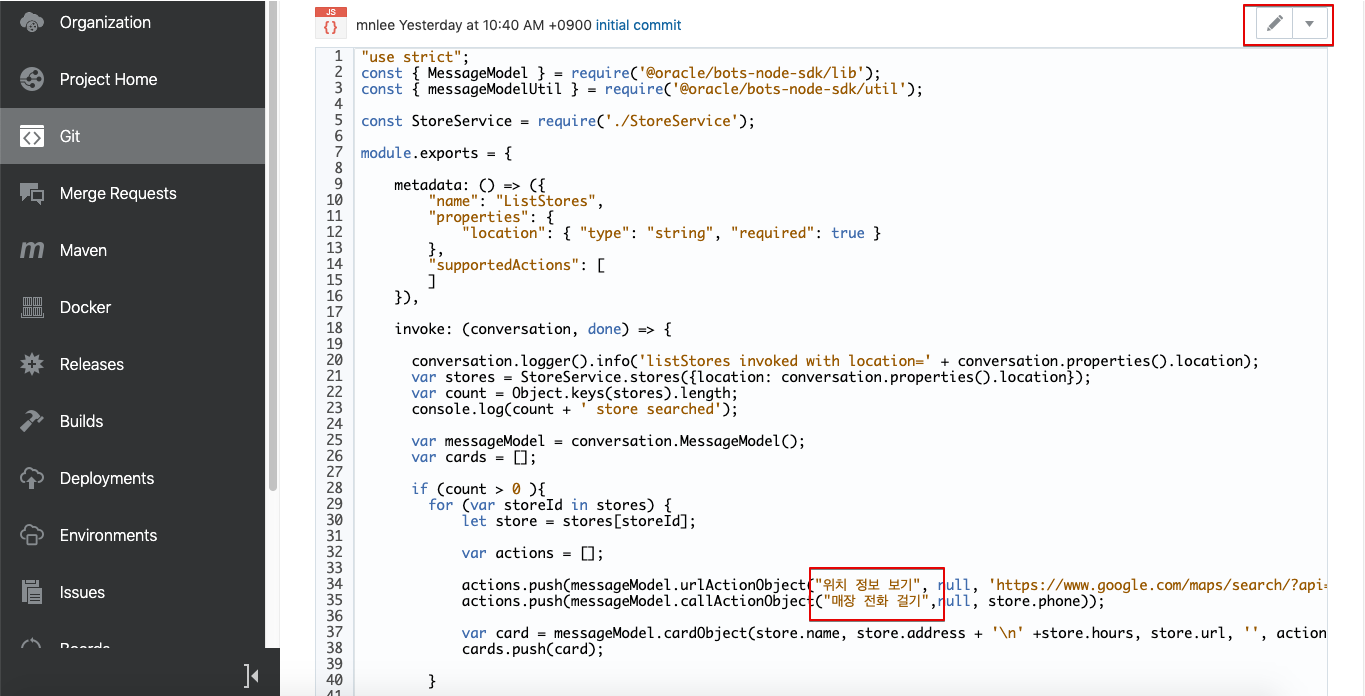 Organization
Project Home
Git
Merge Requests
Maven
Docker
Releases
Builds
Deployments
Environments
Issues
Boards
JS
{}
mnlee Yesterday at 10:40 AM +0900 initial commit
1 "use strict";
2 const { MessageModel } = require('@oracle/bots-node-sdk/lib');
3 const { messageModelUtil } = require('@oracle/bots-node-sdk/util');
4
5 const StoreService = require('./StoreService');
6
7 module.exports = {
8
9 metadata: () => ({
10 "name": "ListStores",
11 "properties": {
12 "location": { "type": "string", "required": true }
13 },
14 "supportedActions": [
15 ]
16 }),
17
18 invoke: (conversation, done) => {
19
20 conversation.logger().info('listStores invoked with location=' + conversation.properties().location);
21 var stores = StoreService.stores({location: conversation.properties().location});
22 var count = Object.keys(stores).length;
23 console.log(count + ' store searched');
24
25 var messageModel = conversation.MessageModel();
26 var cards = [];
27
28 if (count > 0 ){
29 for (var storeId in stores) {
30 let store = stores[storeId];
31
32 var actions = [];
33
34 actions.push(messageModel.urlActionObject("위치 정보 보기", null, 'https://www.google.com/maps/search/?api=
35 actions.push(messageModel.callActionObject("매장 전화 걸기",null, store.phone));
36
37 var card = messageModel.cardObject(store.name, store.address + '\n' +store.hours, store.url, '', action
38 cards.push(card);
39
40 }
41